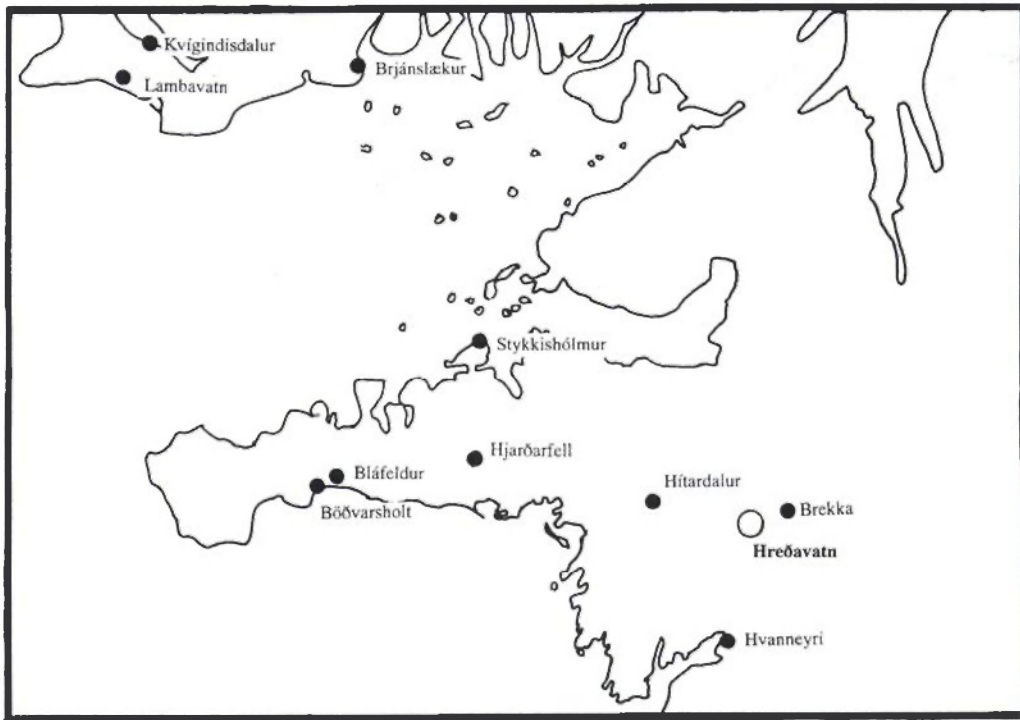 Kvígindisdalur
Brjánslækur
Lambavatn
Stykkishólmur
Hjarðarfell
Bláfeldur
Hítardalur
Böðvarsholt
Brekka
Hreðavatn
Hvanneyri